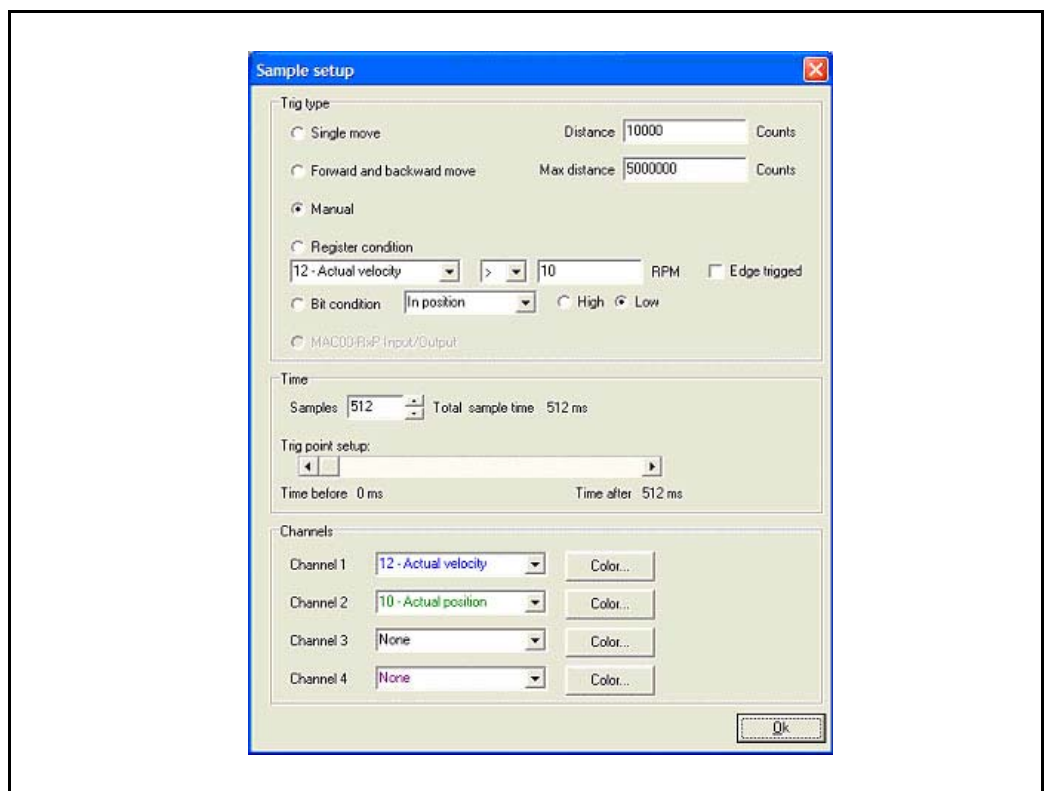 Sample setup
Trig type
Single move Distance 10000 Counts
Forward and backward move Max distance 5000000 Counts
Manual
Register condition
12 - Actual velocity > 10 RPM Edge trigged
Bit condition In position High Low
MAC00-RxP Input/Output
Time
Samples 512 Total sample time 512 ms
Trig point setup:
Time before 0 ms Time after 512 ms
Channels
Channel 1 12 - Actual velocity Color...
Channel 2 10 - Actual position Color...
Channel 3 None Color...
Channel 4 None Color...
Ok